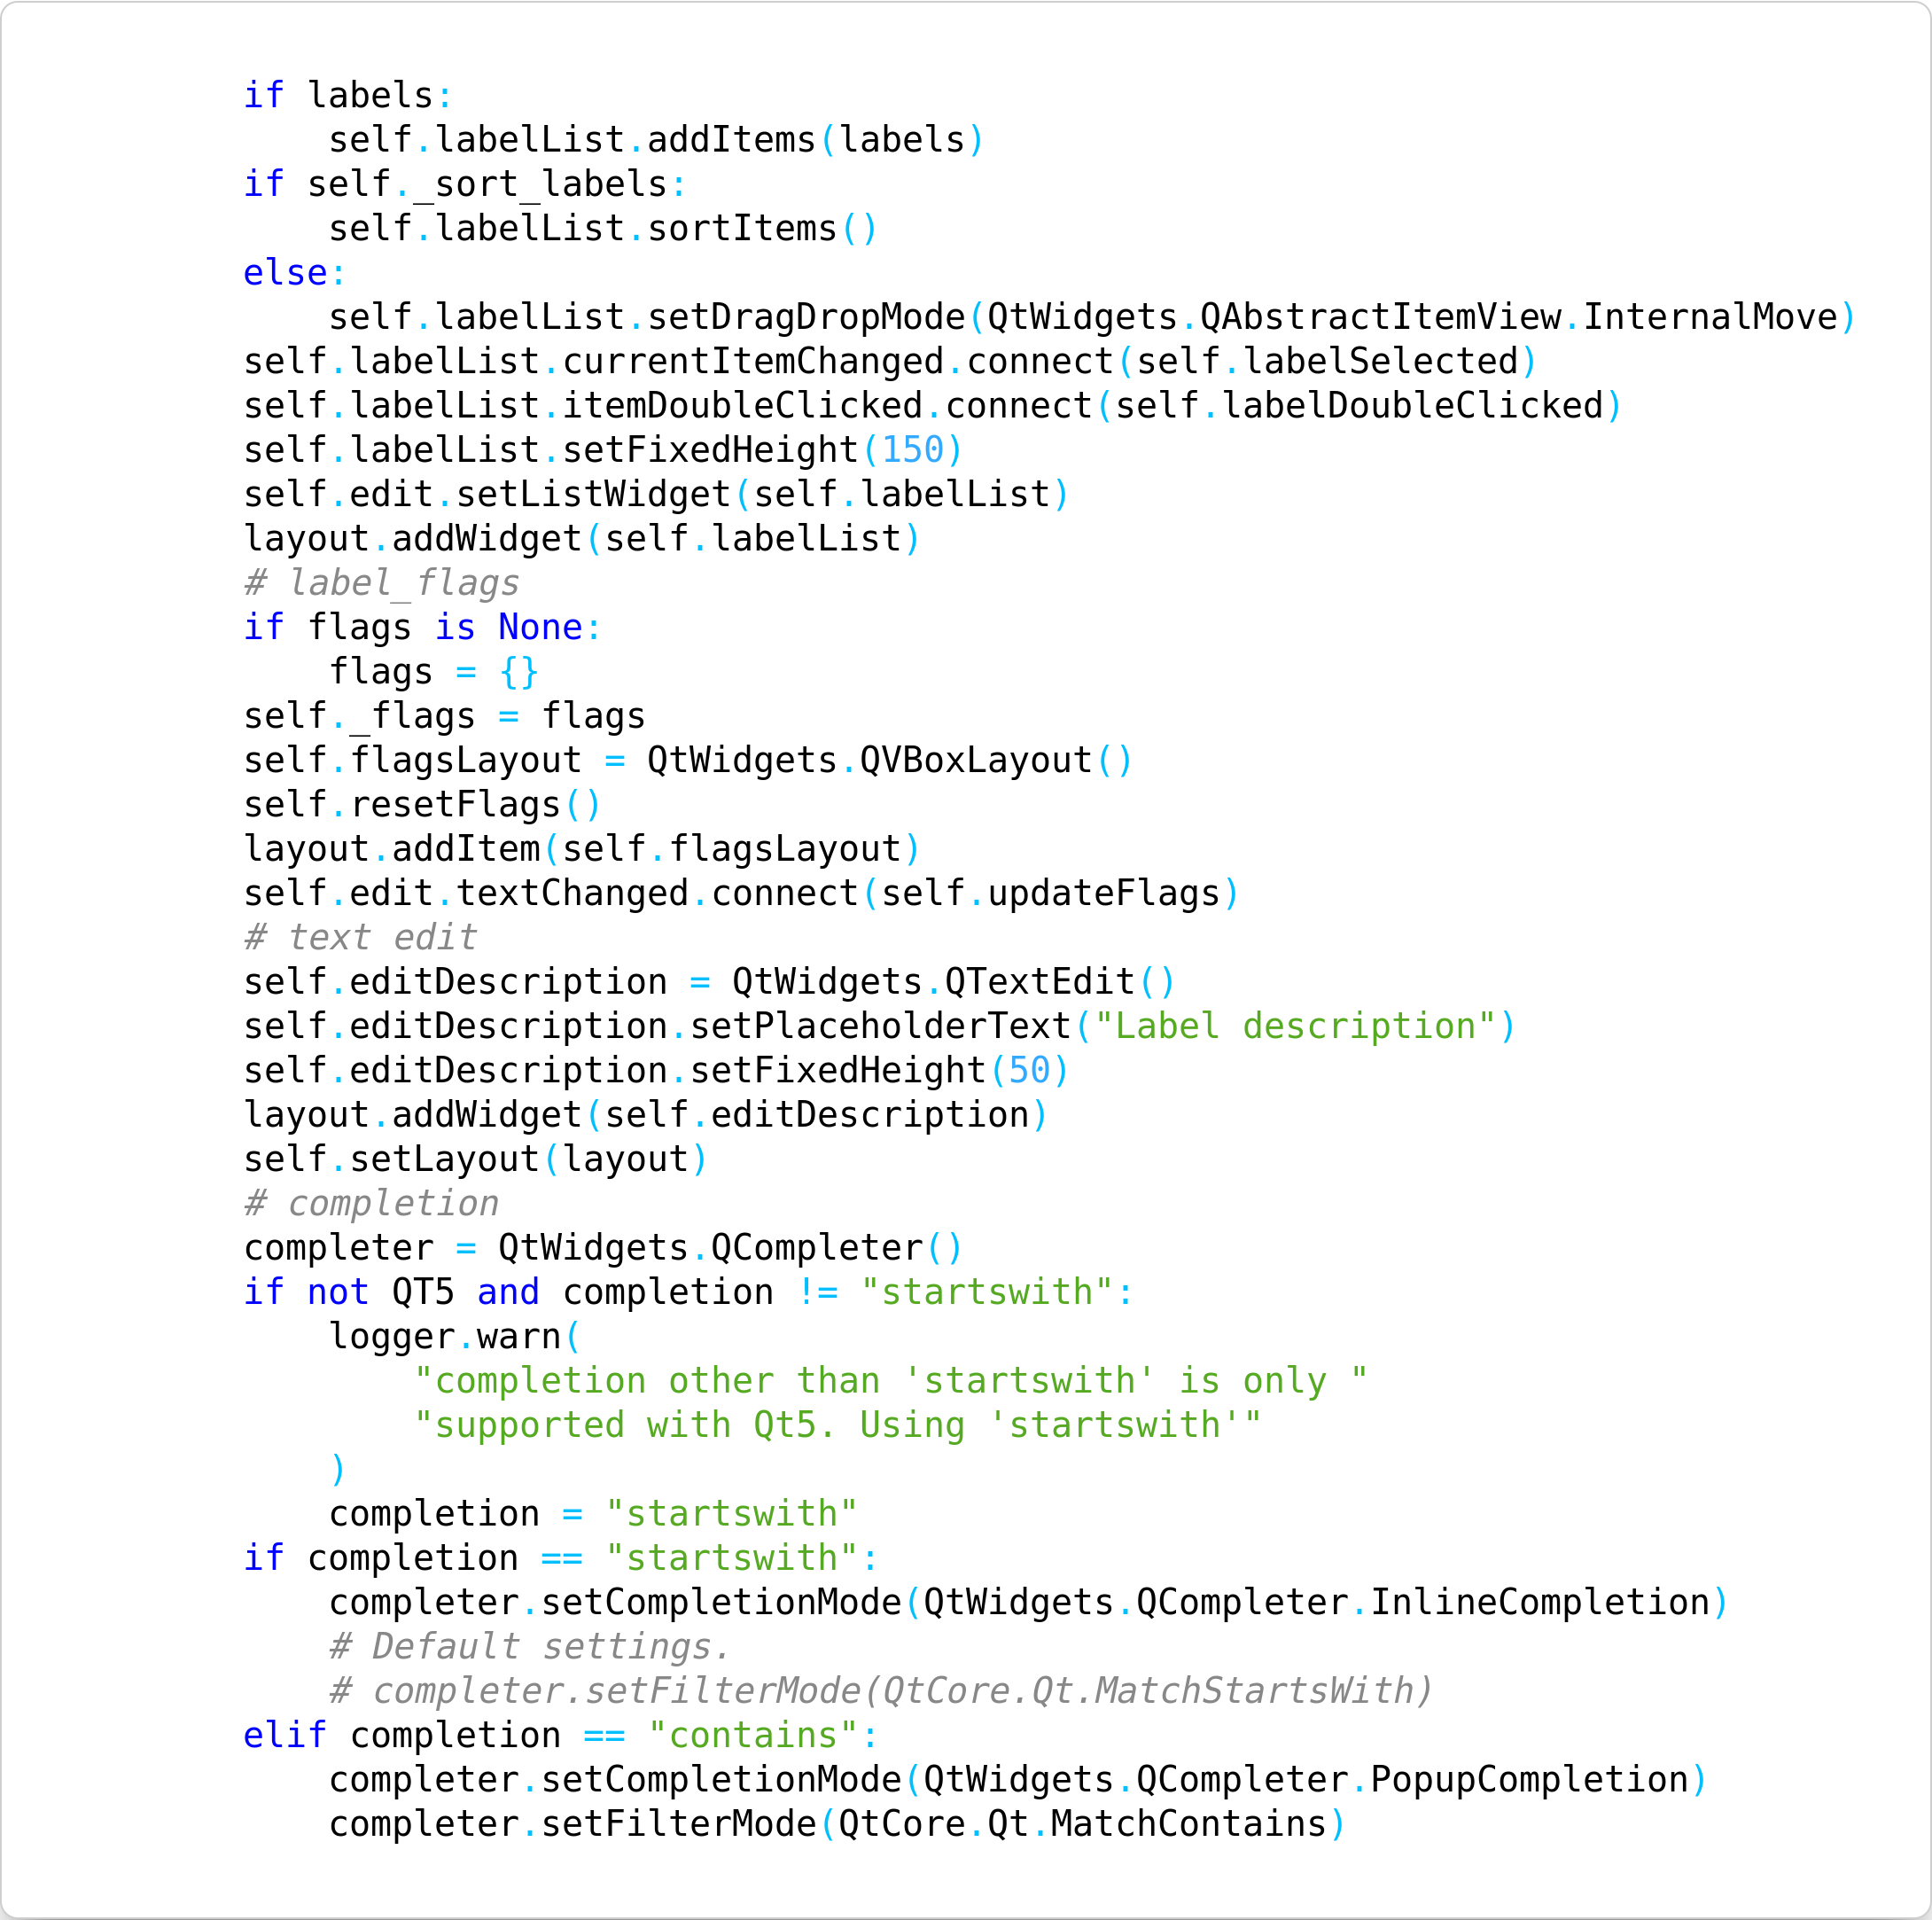 if labels:
    self.labelList.addItems(labels)
if self._sort_labels:
    self.labelList.sortItems()
else:
    self.labelList.setDragDropMode(QtWidgets.QAbstractItemView.InternalMove)
self.labelList.currentItemChanged.connect(self.labelSelected)
self.labelList.itemDoubleClicked.connect(self.labelDoubleClicked)
self.labelList.setFixedHeight(150)
self.edit.setListWidget(self.labelList)
layout.addWidget(self.labelList)
# label_flags
if flags is None:
    flags = {}
self._flags = flags
self.flagsLayout = QtWidgets.QVBoxLayout()
self.resetFlags()
layout.addItem(self.flagsLayout)
self.edit.textChanged.connect(self.updateFlags)
# text edit
self.editDescription = QtWidgets.QTextEdit()
self.editDescription.setPlaceholderText("Label description")
self.editDescription.setFixedHeight(50)
layout.addWidget(self.editDescription)
self.setLayout(layout)
# completion
completer = QtWidgets.QCompleter()
if not QT5 and completion != "startswith":
    logger.warn(
        "completion other than 'startswith' is only "
        "supported with Qt5. Using 'startswith'"
    )
    completion = "startswith"
if completion == "startswith":
    completer.setCompletionMode(QtWidgets.QCompleter.InlineCompletion)
    # Default settings.
    # completer.setFilterMode(QtCore.Qt.MatchStartsWith)
elif completion == "contains":
    completer.setCompletionMode(QtWidgets.QCompleter.PopupCompletion)
    completer.setFilterMode(QtCore.Qt.MatchContains)